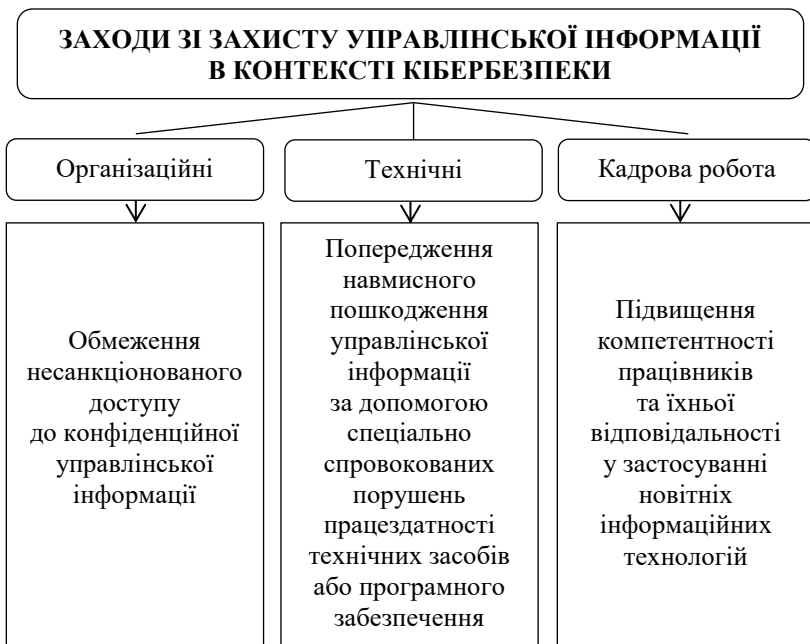 ЗАХОДИ ЗІ ЗАХИСТУ УПРАВЛІНСЬКОЇ ІНФОРМАЦІЇ
В КОНТЕКСТІ КІБЕРБЕЗПЕКИ
Організаційні
Технічні
Кадрова робота
Обмеження
несанкціонованого
доступу
до конфіденційної
управлінської
інформації
Попередження
навмисного
пошкодження
управлінської
інформації
за допомогою
спеціально
спровокованих
порушень
працездатності
технічних засобів
або програмного
забезпечення
Підвищення
компетентності
працівників
та їхньої
відповідальності
у застосуванні
новітніх
інформаційних
технологій